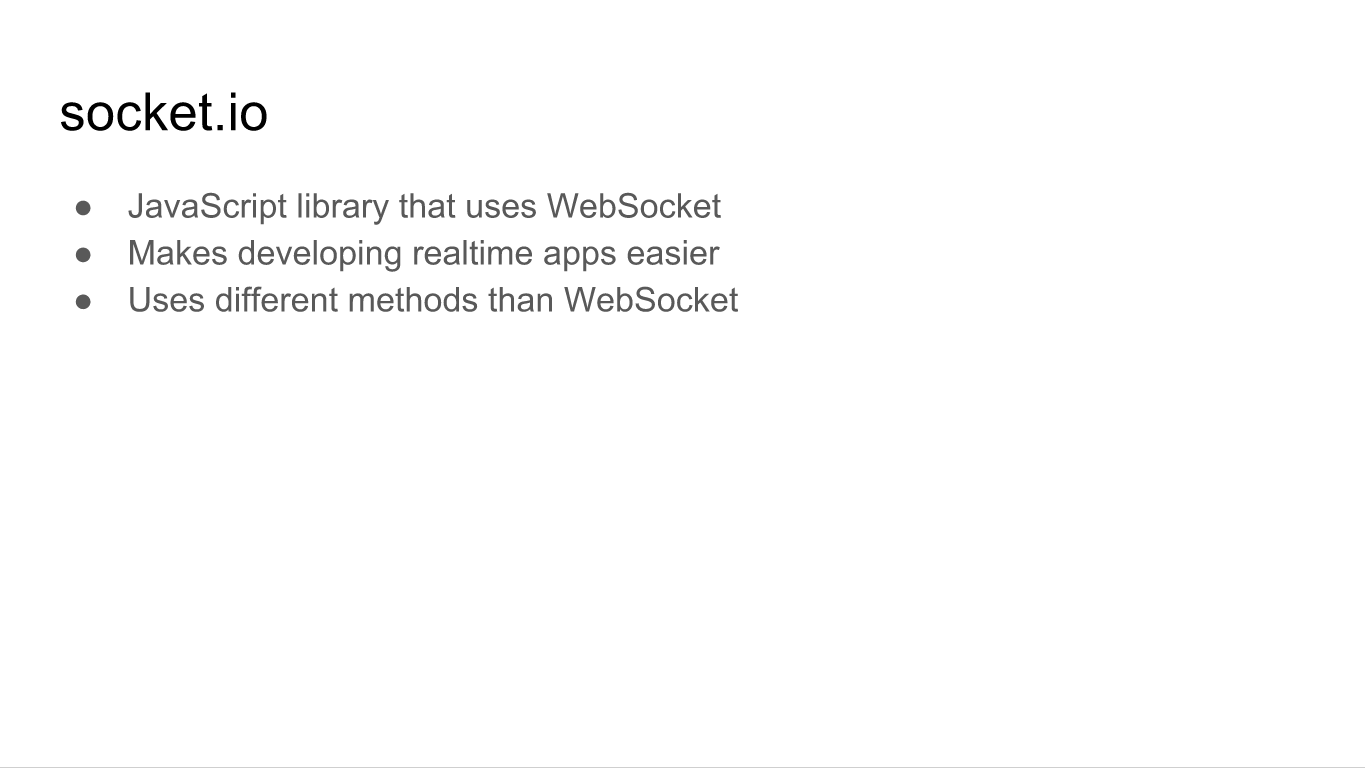 socket.io
● JavaScript library that uses WebSocket
● Makes developing realtime apps easier
● Uses different methods than WebSocket